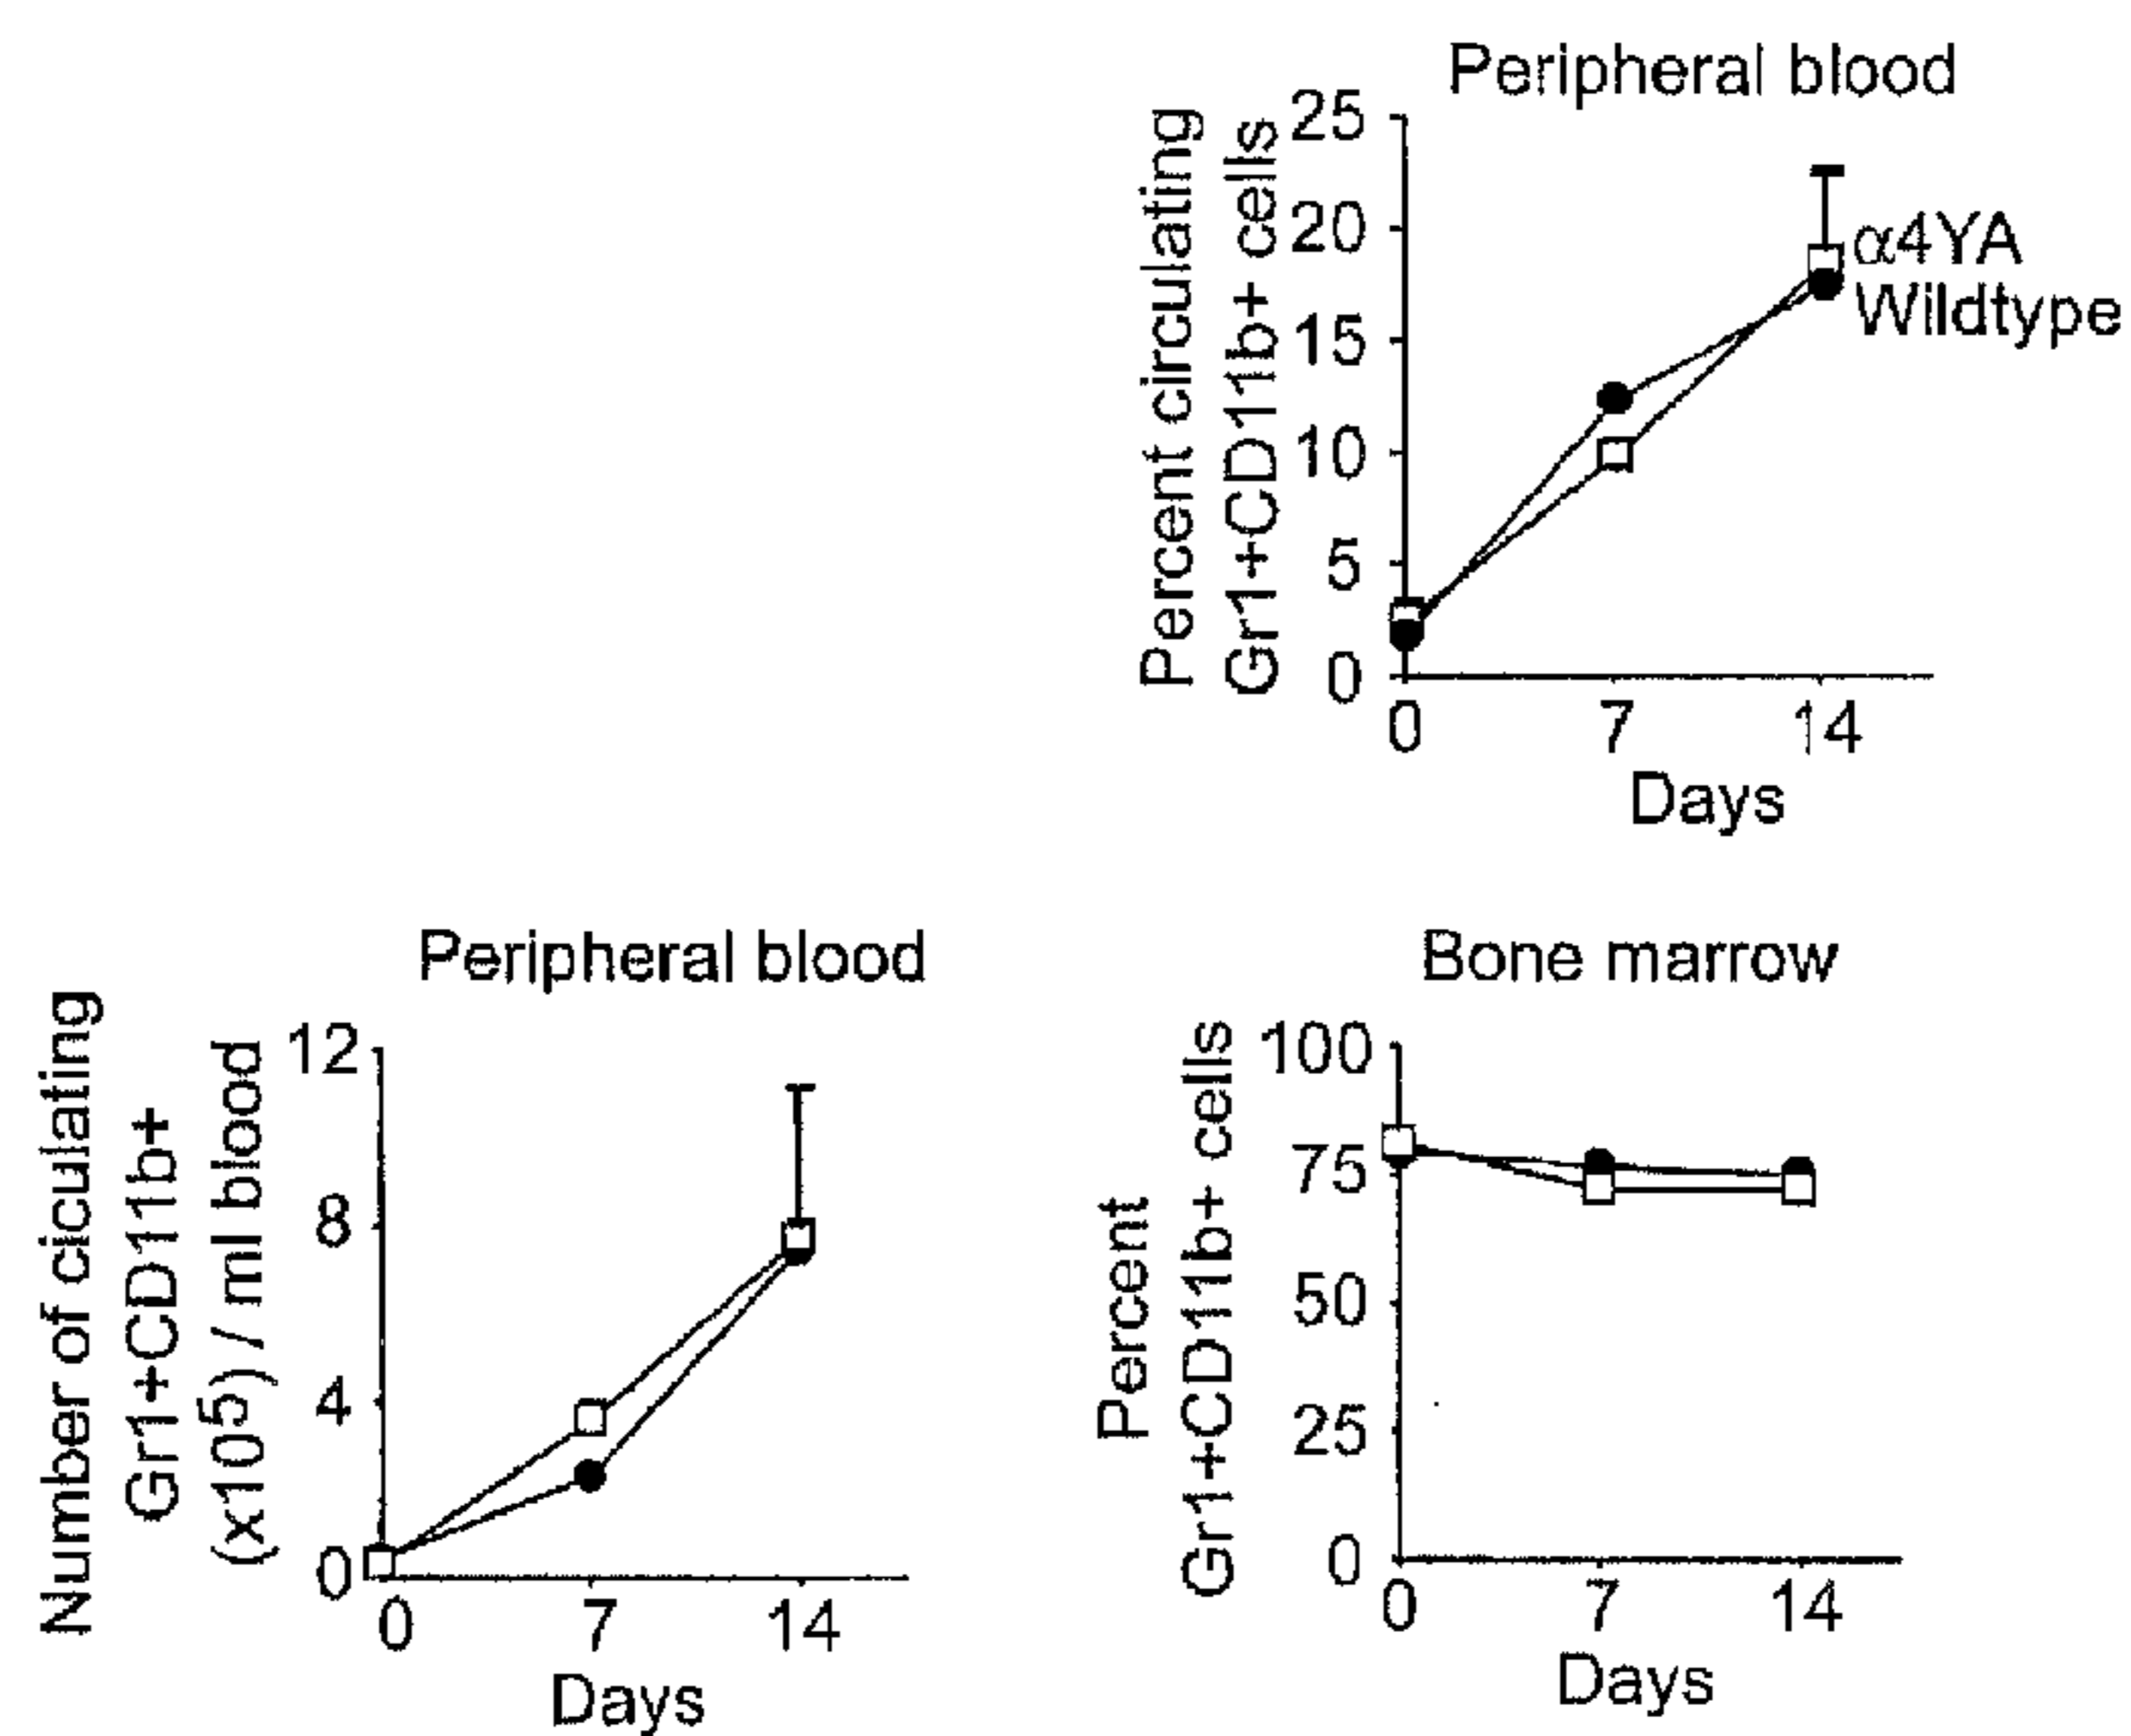 Peripheral blood
Percent circulating
Gr1+CD11b+ cells
25
20
15
10
5
0
α4YA
Wildtype
0 7 14
Days
Peripheral blood
Number of ciculating
Gr1+CD11b+
(x105) / ml blood
12
8
4
0
0 7 14
Days
Bone marrow
Percent
Gr1+CD11b+ cells
100
75
50
25
0
0 7 14
Days